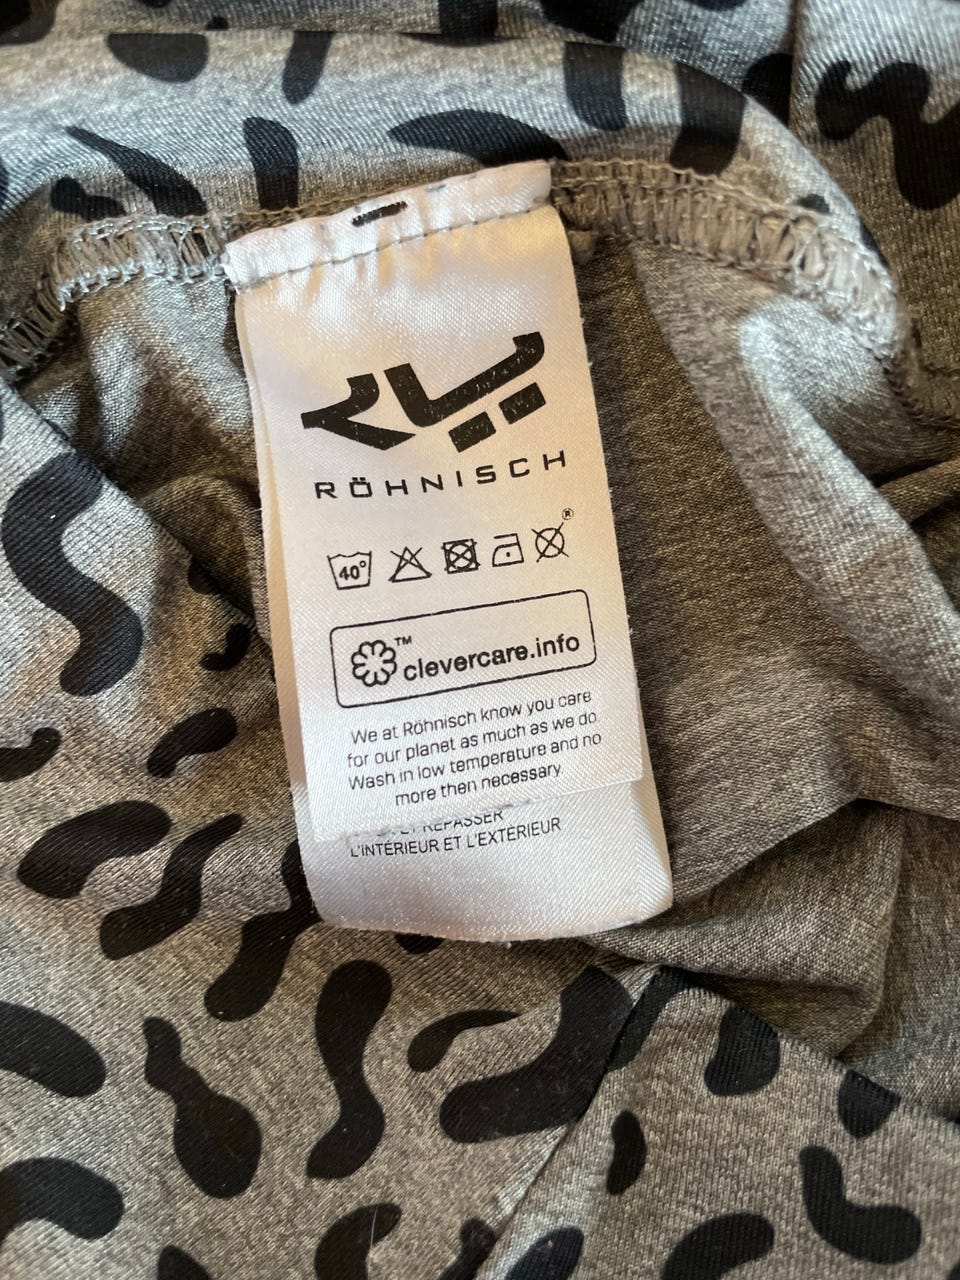 RÖHNISCH
40°
®
™
clevercare.info
We at Röhnisch know you care
for our planet as much as we do
Wash in low temperature and no
more then necessary.
REPASSER
L'INTÉRIEUR ET L'EXTÉRIEUR